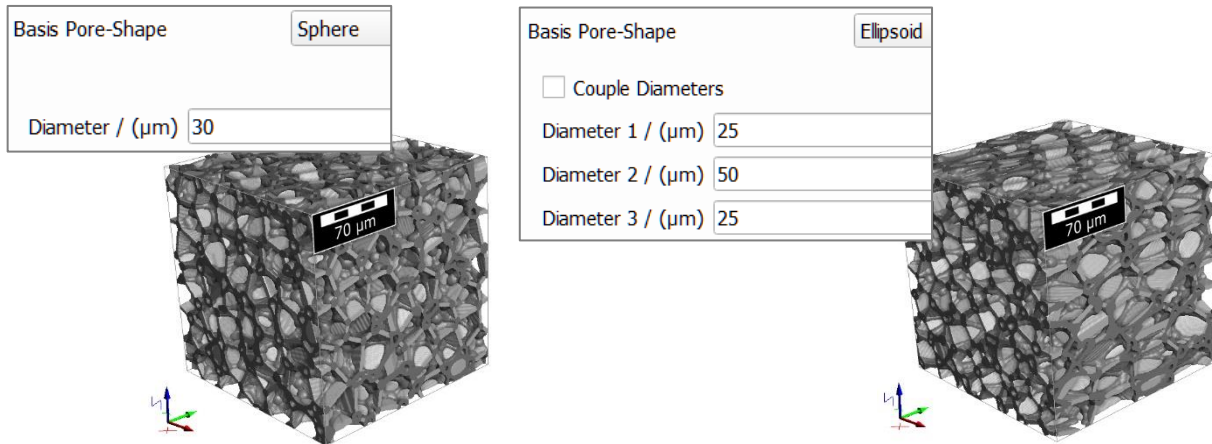 Basis Pore-Shape Sphere
Diameter / (µm) 30
70 µm
Basis Pore-Shape Ellipsoid
Couple Diameters
Diameter 1 / (µm) 25
Diameter 2 / (µm) 50
Diameter 3 / (µm) 25
70 µm